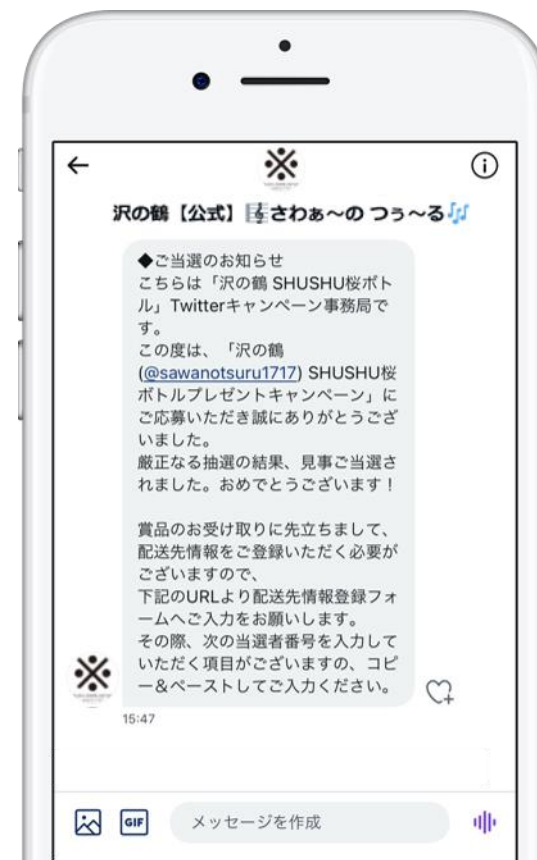 沢の鶴【公式】🎼さわぁ～の つぅ～る🎶
◆ご当選のお知らせ
こちらは「沢の鶴 SHUSHU桜ボト
ル」Twitterキャンペーン事務局で
す。
この度は、「沢の鶴
(@sawanotsuru1717) SHUSHU桜
ボトルプレゼントキャンペーン」に
ご応募いただき誠にありがとうござ
いました。
厳正なる抽選の結果、見事ご当選さ
れました。おめでとうございます！
賞品のお受け取りに先立ちまして、
配送先情報をご登録いただく必要が
ございますので、
下記のURLより配送先情報登録フォ
ームへご入力をお願いします。
その際、次の当選者番号を入力して
いただく項目がございますの、コピ
ー＆ペーストしてご入力ください。
15:47
GIF
メッセージを作成